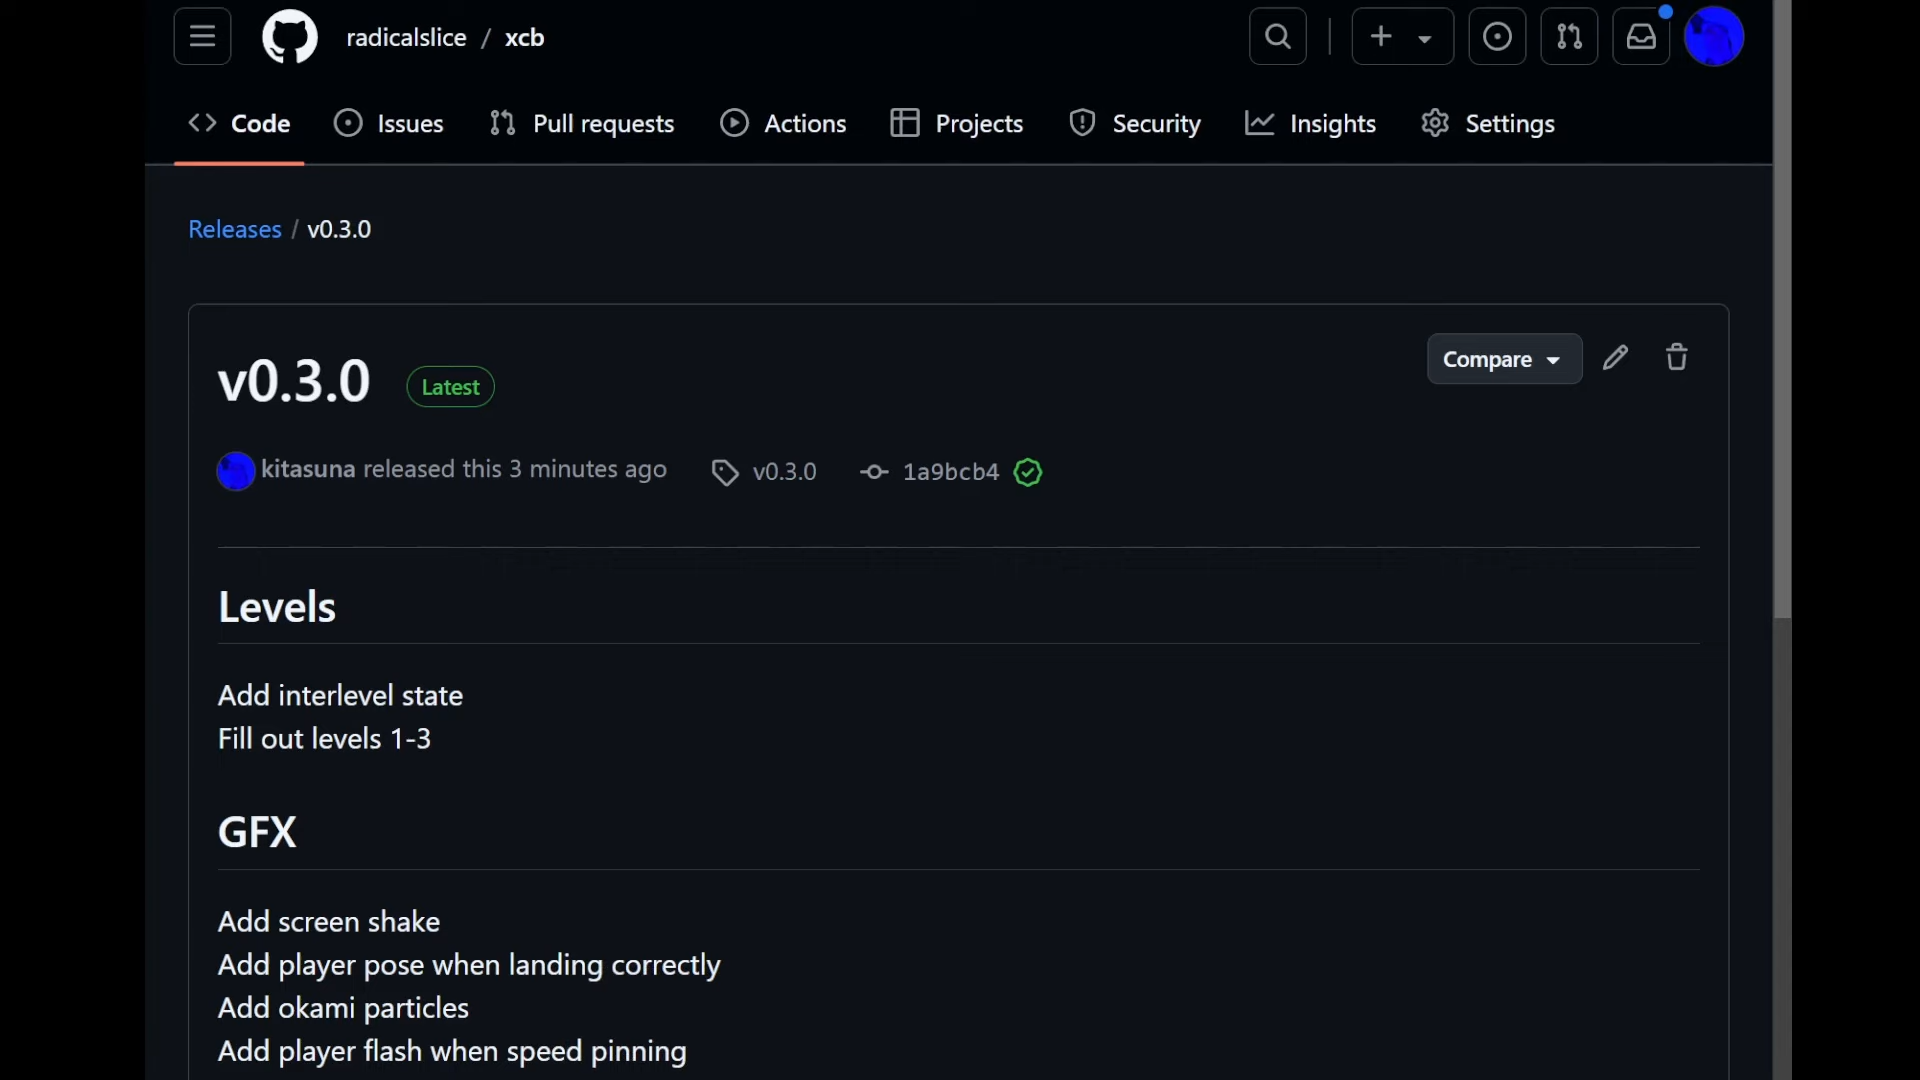 radicalslice / xcb
Code Issues Pull requests Actions Projects Security Insights Settings
Releases / v0.3.0
v0.3.0 Latest Compare
kitasuna released this 3 minutes ago v0.3.0 1a9bcb4
Levels
Add interlevel state
Fill out levels 1-3
GFX
Add screen shake
Add player pose when landing correctly
Add okami particles
Add player flash when speed pinning